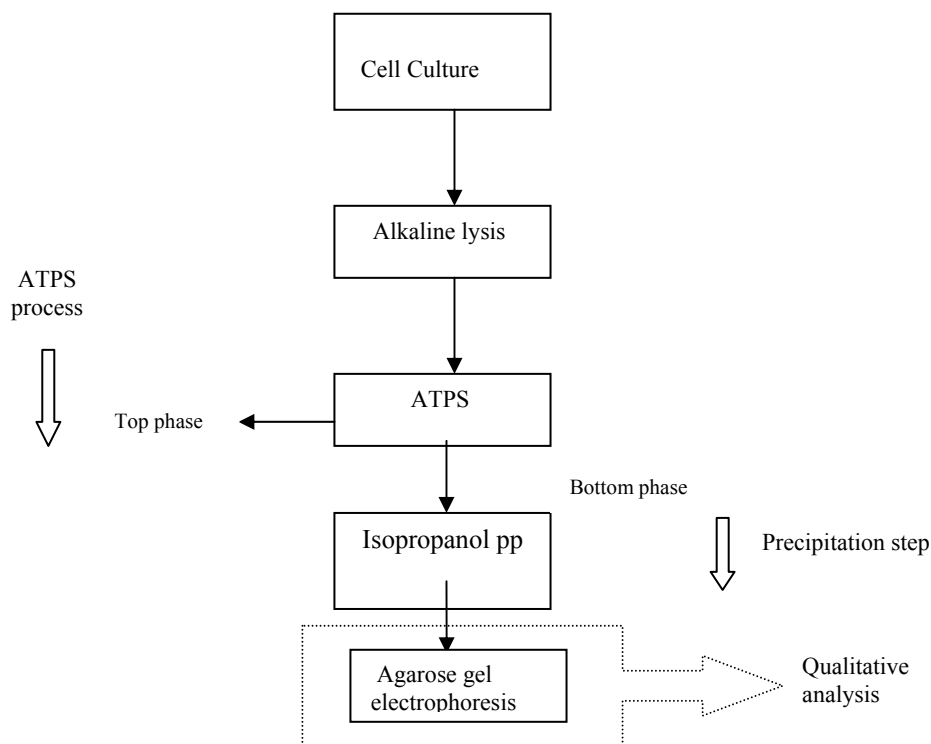 Cell Culture
Alkaline lysis
ATPS
process
ATPS
Top phase
Bottom phase
Isopropanol pp
Precipitation step
Agarose gel
electrophoresis
Qualitative
analysis